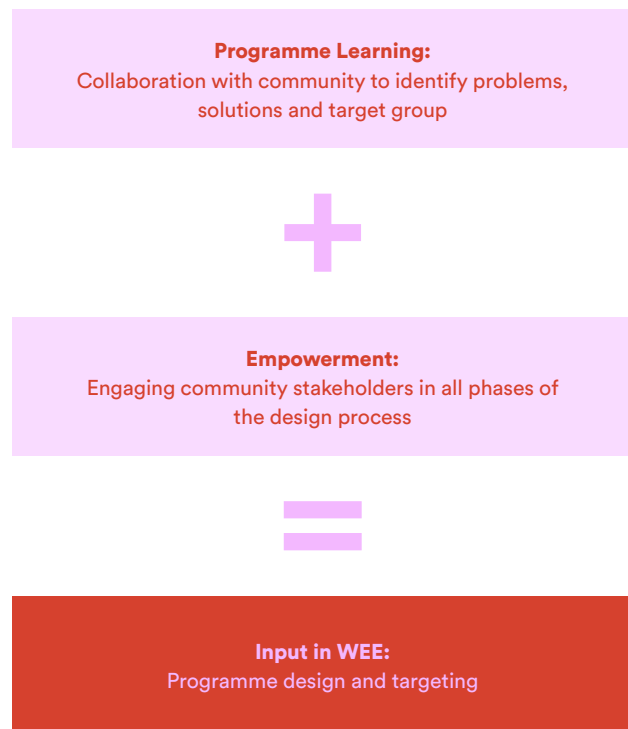 Programme Learning:
Collaboration with community to identify problems,
solutions and target group
+
Empowerment:
Engaging community stakeholders in all phases of
the design process
=
Input in WEE:
Programme design and targeting